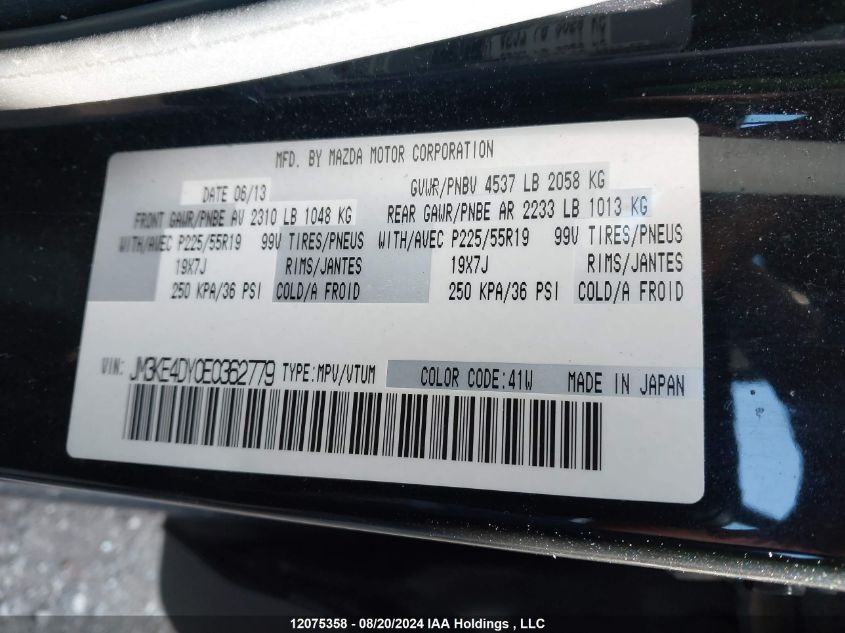 MFD. BY MAZDA MOTOR CORPORATION
DATE 06/13 GVWR/PNBV 4537 LB 2058 KG
FRONT GAWR/PNBE AV 2310 LB 1048 KG REAR GAWR/PNBE AR 2233 LB 1013 KG
WITH/AVEC P225/55R19 99V TIRES/PNEUS WITH/AVEC P225/55R19 99V TIRES/PNEUS
19X7J RIMS/JANTES 19X7J RIMS/JANTES
250 KPA/36 PSI COLD/A FROID 250 KPA/36 PSI COLD/A FROID
VIN: JM3KE4DY0E0362779 TYPE:MPV/VTUM COLOR CODE:41W MADE IN JAPAN
12075358 - 08/20/2024 IAA Holdings , LLC